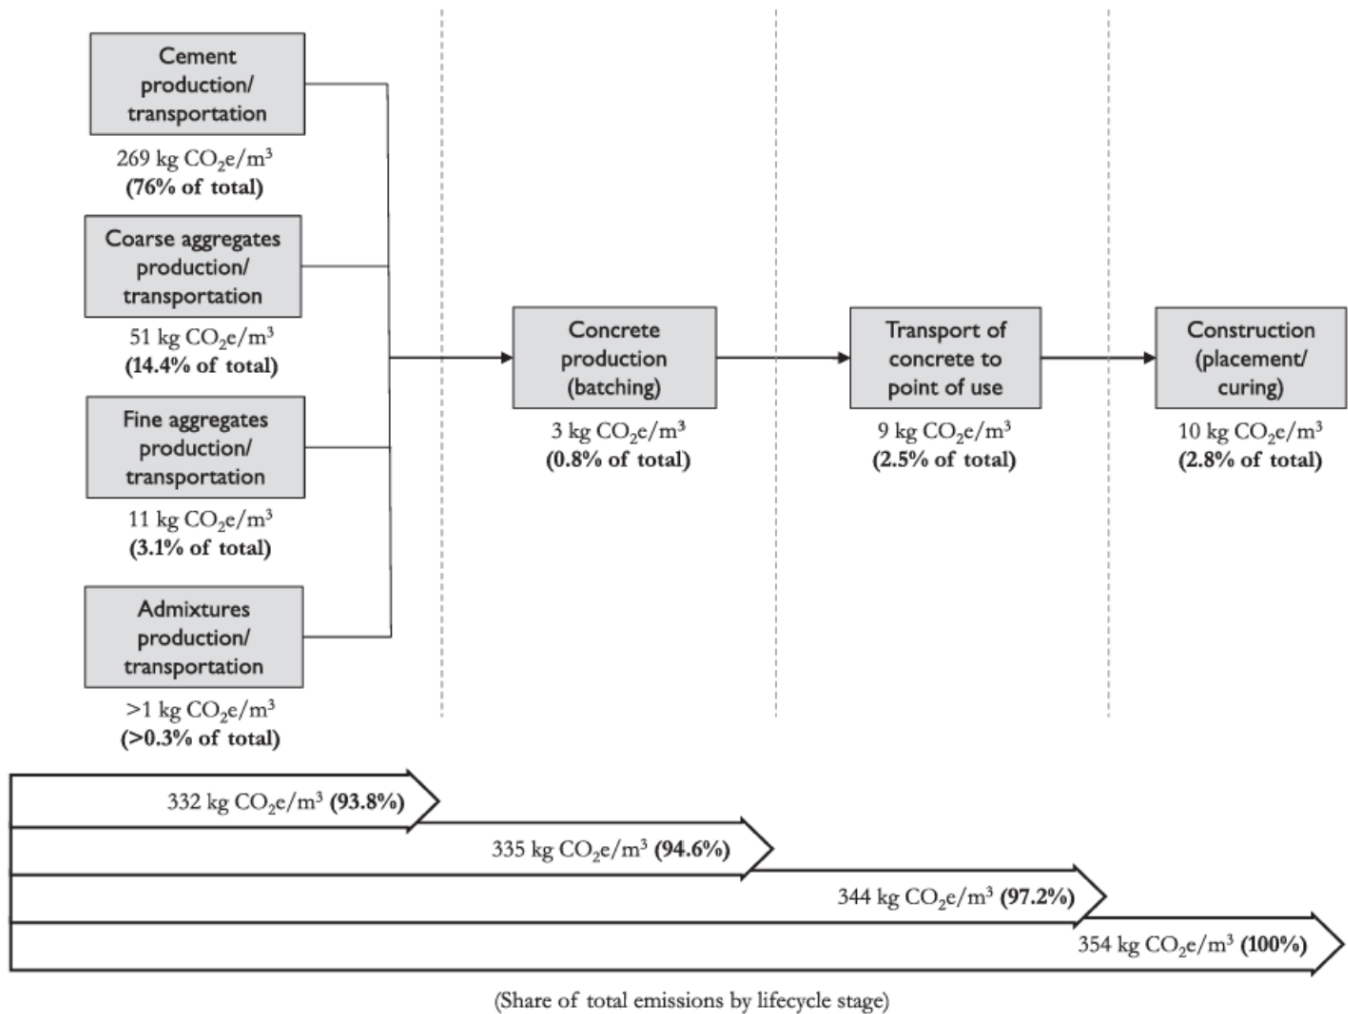 Cement
production/
transportation
269 kg CO₂e/m³
(76% of total)
Coarse aggregates
production/
transportation
51 kg CO₂e/m³
(14.4% of total)
Fine aggregates
production/
transportation
11 kg CO₂e/m³
(3.1% of total)
Admixtures
production/
transportation
>1 kg CO₂e/m³
(>0.3% of total)
Concrete
production
(batching)
3 kg CO₂e/m³
(0.8% of total)
Transport of
concrete to
point of use
9 kg CO₂e/m³
(2.5% of total)
Construction
(placement/
curing)
10 kg CO₂e/m³
(2.8% of total)
332 kg CO₂e/m³ (93.8%)
335 kg CO₂e/m³ (94.6%)
344 kg CO₂e/m³ (97.2%)
354 kg CO₂e/m³ (100%)
(Share of total emissions by lifecycle stage)